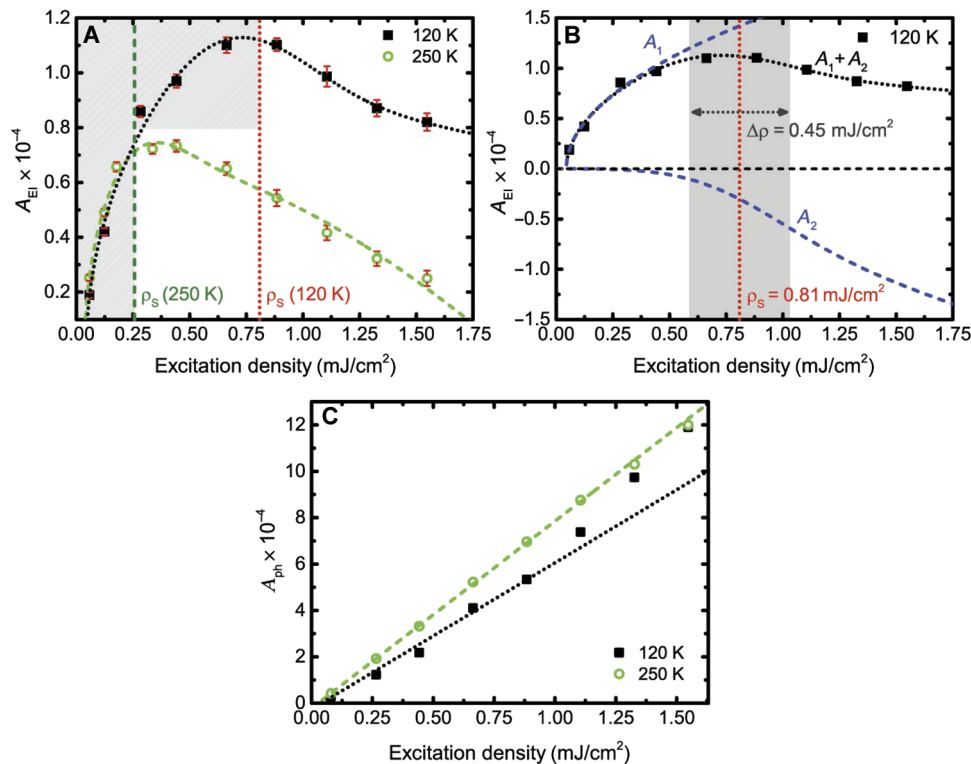 A
120 K
250 K
1.2
1.0
0.8
0.6
0.4
0.2
A_EI × 10⁻⁴
ρ_S (250 K)
ρ_S (120 K)
0.00 0.25 0.50 0.75 1.00 1.25 1.50 1.75
Excitation density (mJ/cm²)
B
A₁
120 K
A₁ + A₂
Δρ = 0.45 mJ/cm²
A₂
ρ_S = 0.81 mJ/cm²
1.5
1.0
0.5
0.0
−0.5
−1.0
−1.5
A_EI × 10⁻⁴
0.00 0.25 0.50 0.75 1.00 1.25 1.50 1.75
Excitation density (mJ/cm²)
C
12
10
8
6
4
2
0
A_ph × 10⁻⁴
120 K
250 K
0.00 0.25 0.50 0.75 1.00 1.25 1.50
Excitation density (mJ/cm²)